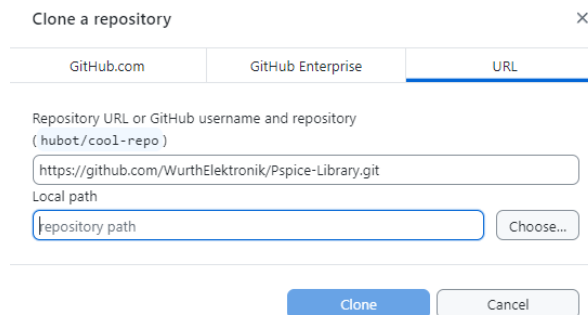 Clone a repository
GitHub.com
GitHub Enterprise
URL
Repository URL or GitHub username and repository
(hubot/cool-repo)
https://github.com/WurthElektronik/Pspice-Library.git
Local path
repository path
Choose...
Clone
Cancel